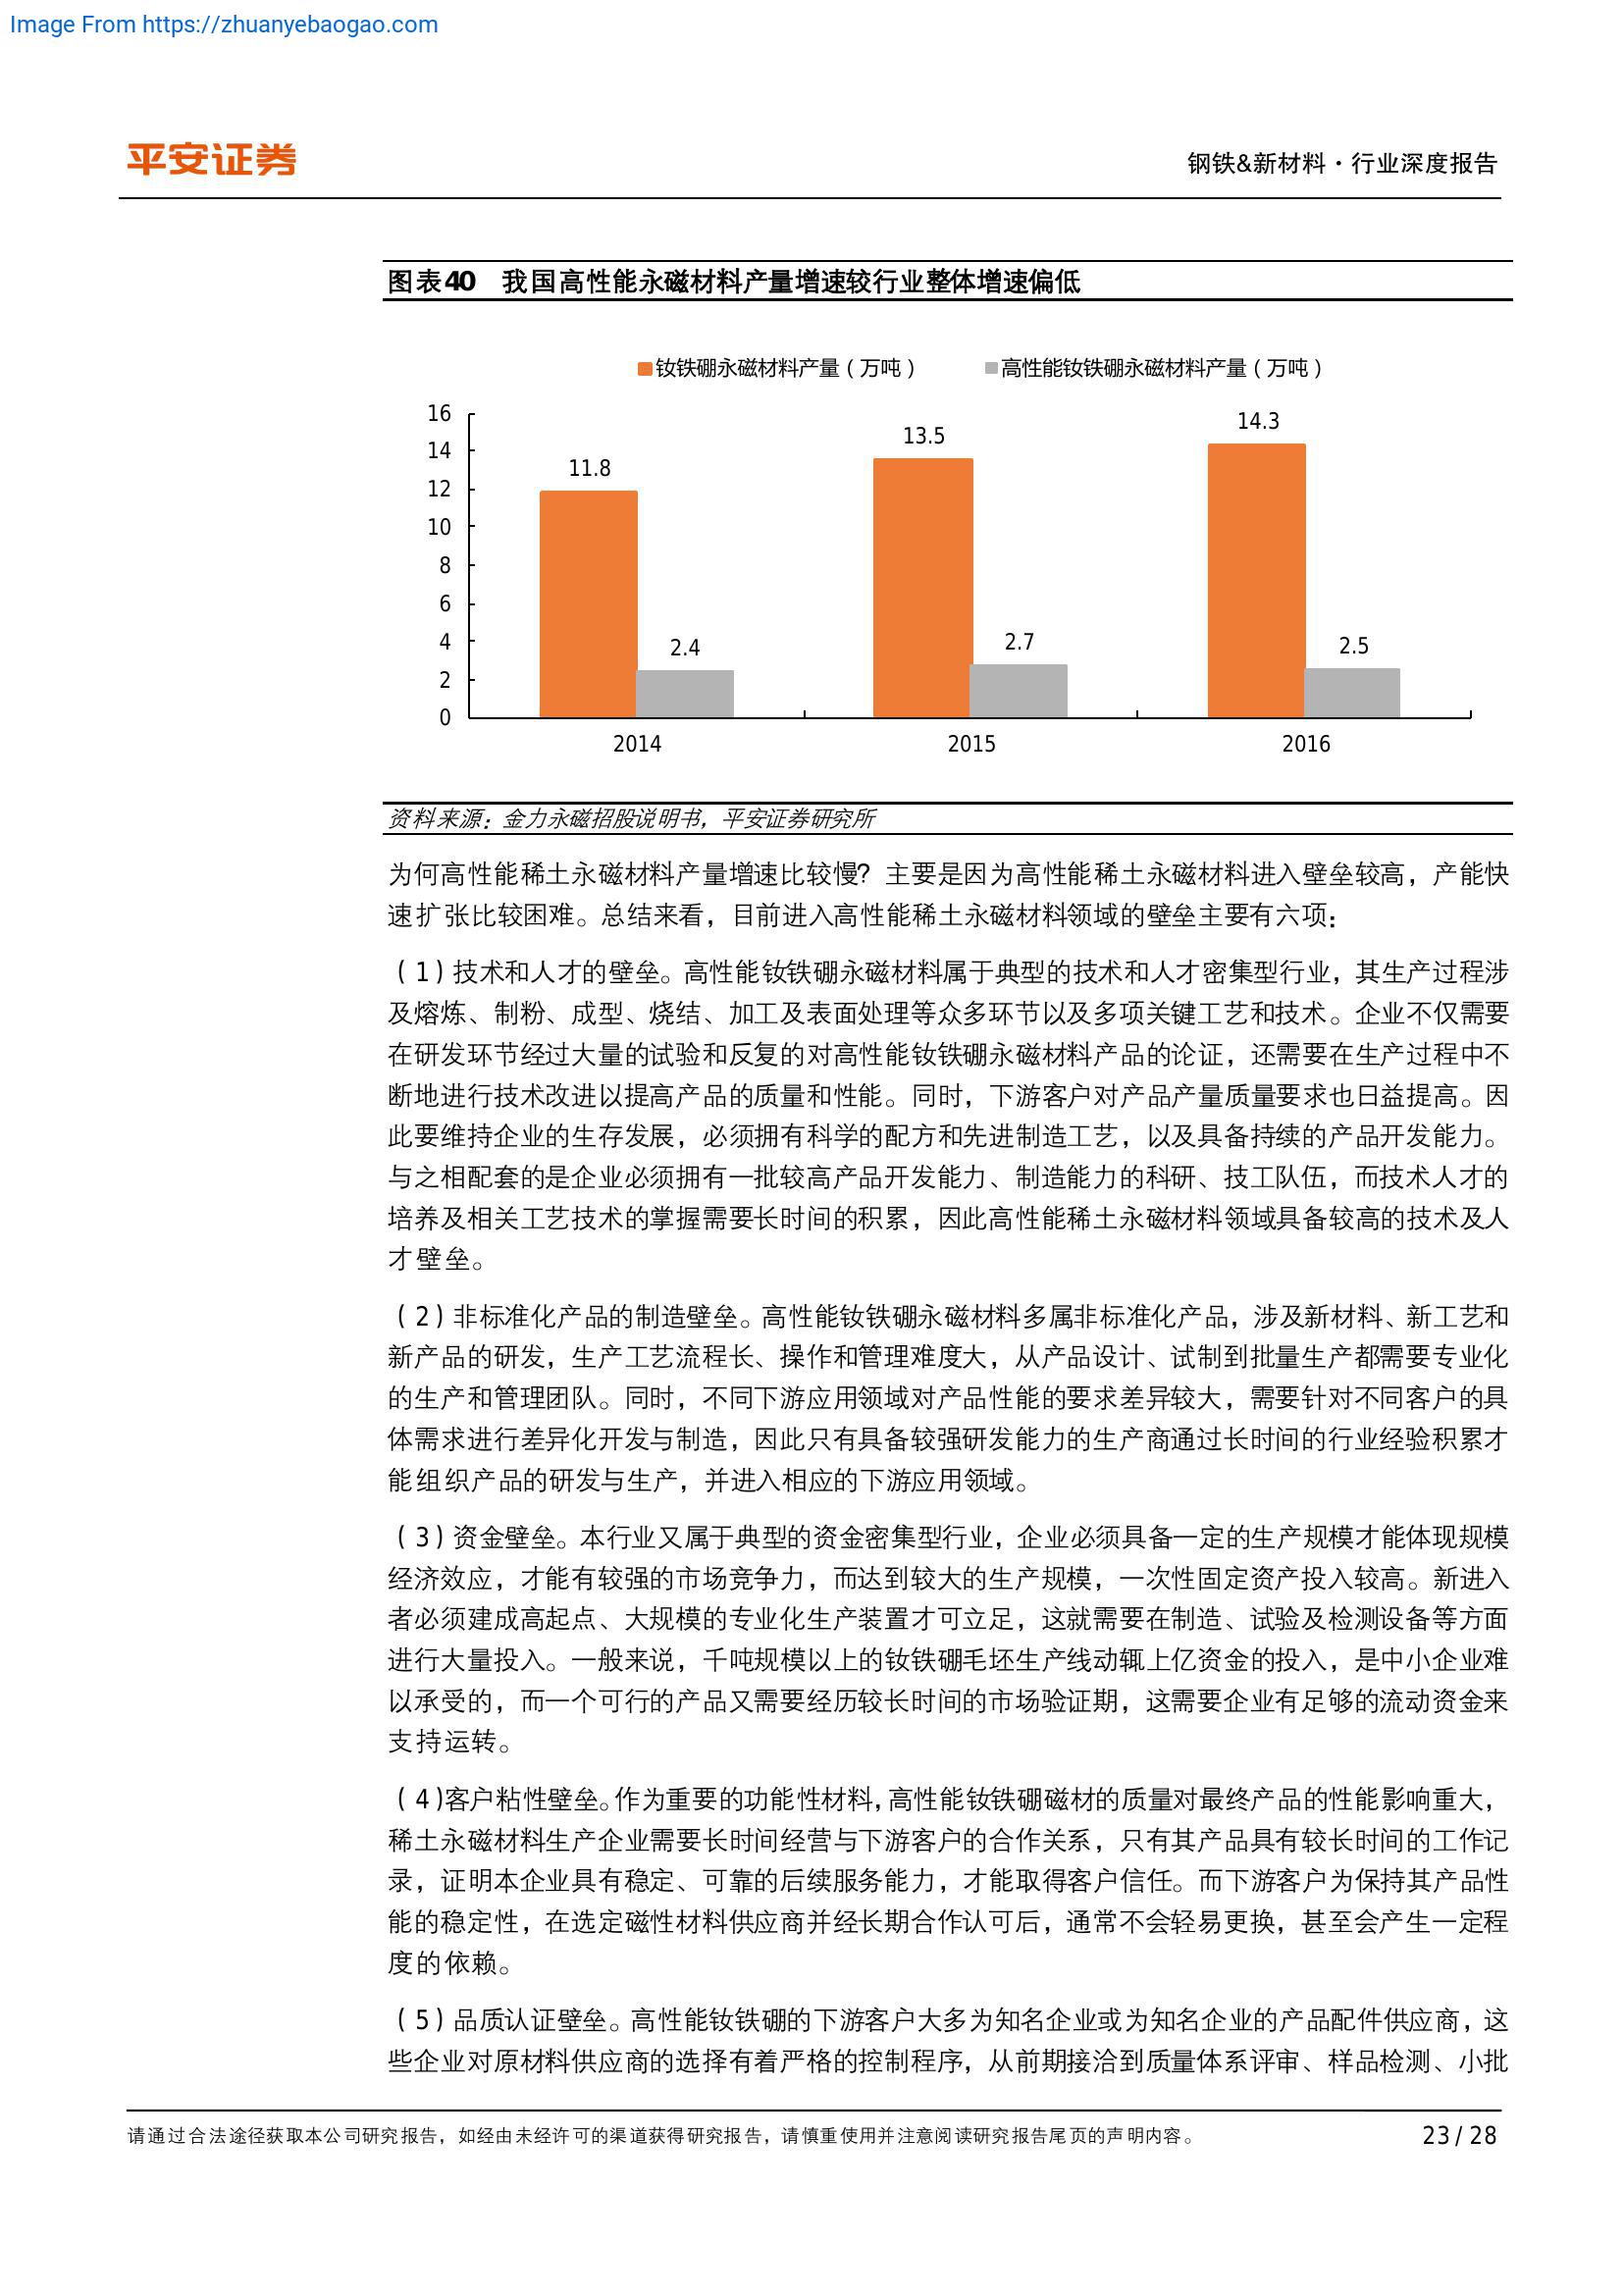 Image From https://zhuanyebaogao.com
平安证券
钢铁&新材料·行业深度报告
图表40 我国高性能永磁材料产量增速较行业整体增速偏低
钕铁硼永磁材料产量（万吨） 高性能钕铁硼永磁材料产量（万吨）
16
14
12
10
8
6
4
2
0
11.8
2.4
13.5
2.7
14.3
2.5
2014 2015 2016
资料来源：金力永磁招股说明书，平安证券研究所
为何高性能稀土永磁材料产量增速比较慢？主要是因为高性能稀土永磁材料进入壁垒较高，产能快
速扩张比较困难。总结来看，目前进入高性能稀土永磁材料领域的壁垒主要有六项：
（1）技术和人才的壁垒。高性能钕铁硼永磁材料属于典型的技术和人才密集型行业，其生产过程涉
及熔炼、制粉、成型、烧结、加工及表面处理等众多环节以及多项关键工艺和技术。企业不仅需要
在研发环节经过大量的试验和反复的对高性能钕铁硼永磁材料产品的论证，还需要在生产过程中不
断地进行技术改进以提高产品的质量和性能。同时，下游客户对产品产量质量要求也日益提高。因
此要维持企业的生存发展，必须拥有科学的配方和先进制造工艺，以及具备持续的产品开发能力。
与之相配套的是企业必须拥有一批较高产品开发能力、制造能力的科研、技工队伍，而技术人才的
培养及相关工艺技术的掌握需要长时间的积累，因此高性能稀土永磁材料领域具备较高的技术及人
才壁垒。
（2）非标准化产品的制造壁垒。高性能钕铁硼永磁材料多属非标准化产品，涉及新材料、新工艺和
新产品的研发，生产工艺流程长、操作和管理难度大，从产品设计、试制到批量生产都需要专业化
的生产和管理团队。同时，不同下游应用领域对产品性能的要求差异较大，需要针对不同客户的具
体需求进行差异化开发与制造，因此只有具备较强研发能力的生产商通过长时间的行业经验积累才
能组织产品的研发与生产，并进入相应的下游应用领域。
（3）资金壁垒。本行业又属于典型的资金密集型行业，企业必须具备一定的生产规模才能体现规模
经济效应，才能有较强的市场竞争力，而达到较大的生产规模，一次性固定资产投入较高。新进入
者必须建成高起点、大规模的专业化生产装置才可立足，这就需要在制造、试验及检测设备等方面
进行大量投入。一般来说，千吨规模以上的钕铁硼毛坯生产线动辄上亿资金的投入，是中小企业难
以承受的，而一个可行的产品又需要经历较长时间的市场验证期，这需要企业有足够的流动资金来
支持运转。
（4）客户粘性壁垒。作为重要的功能性材料，高性能钕铁硼磁材的质量对最终产品的性能影响重大，
稀土永磁材料生产企业需要长时间经营与下游客户的合作关系，只有其产品具有较长时间的工作记
录，证明本企业具有稳定、可靠的后续服务能力，才能取得客户信任。而下游客户为保持其产品性
能的稳定性，在选定磁性材料供应商并经长期合作认可后，通常不会轻易更换，甚至会产生一定程
度的依赖。
（5）品质认证壁垒。高性能钕铁硼的下游客户大多为知名企业或为知名企业的产品配件供应商，这
些企业对原材料供应商的选择有着严格的控制程序，从前期接洽到质量体系评审、样品检测、小批
请通过合法途径获取本公司研究报告，如经由未经许可的渠道获得研究报告，请慎重使用并注意阅读研究报告尾页的声明内容。
23 / 28